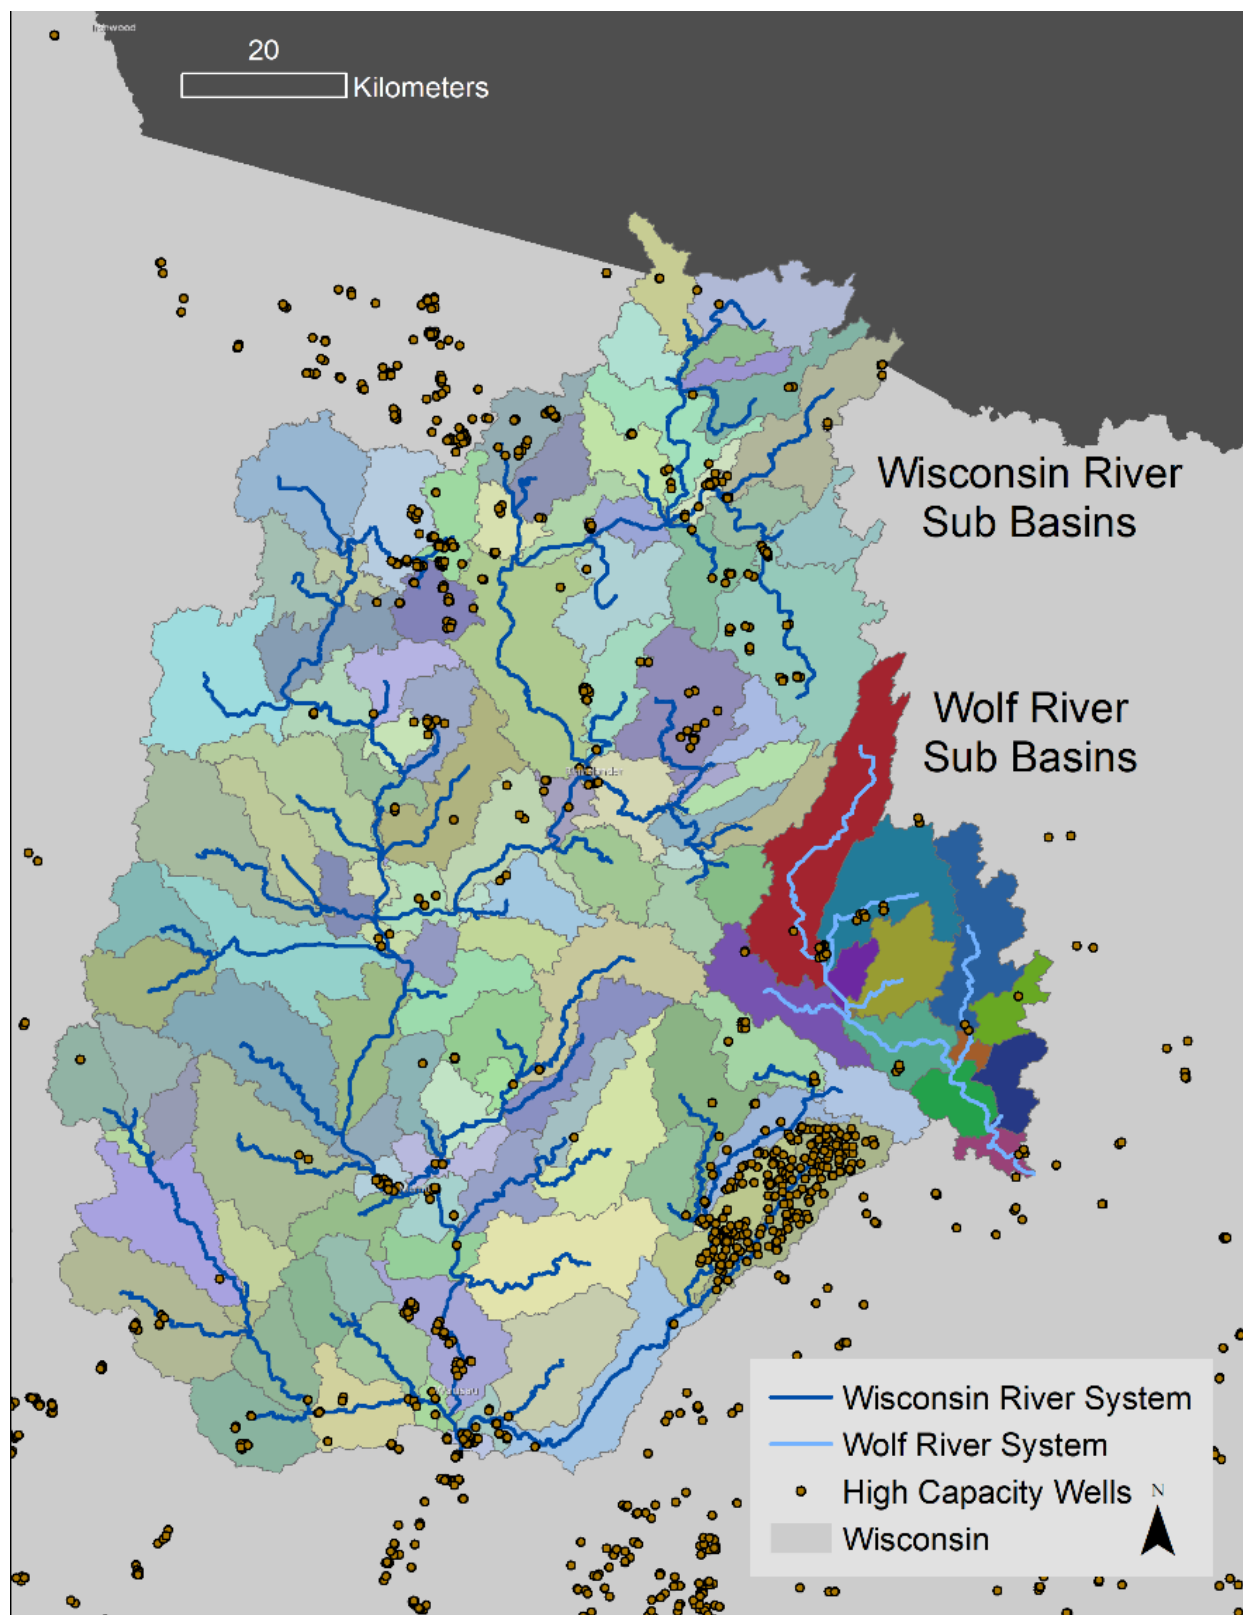 20
Kilometers
Wisconsin River
Sub Basins
Wolf River
Sub Basins
Wisconsin River System
Wolf River System
High Capacity Wells
N
Wisconsin